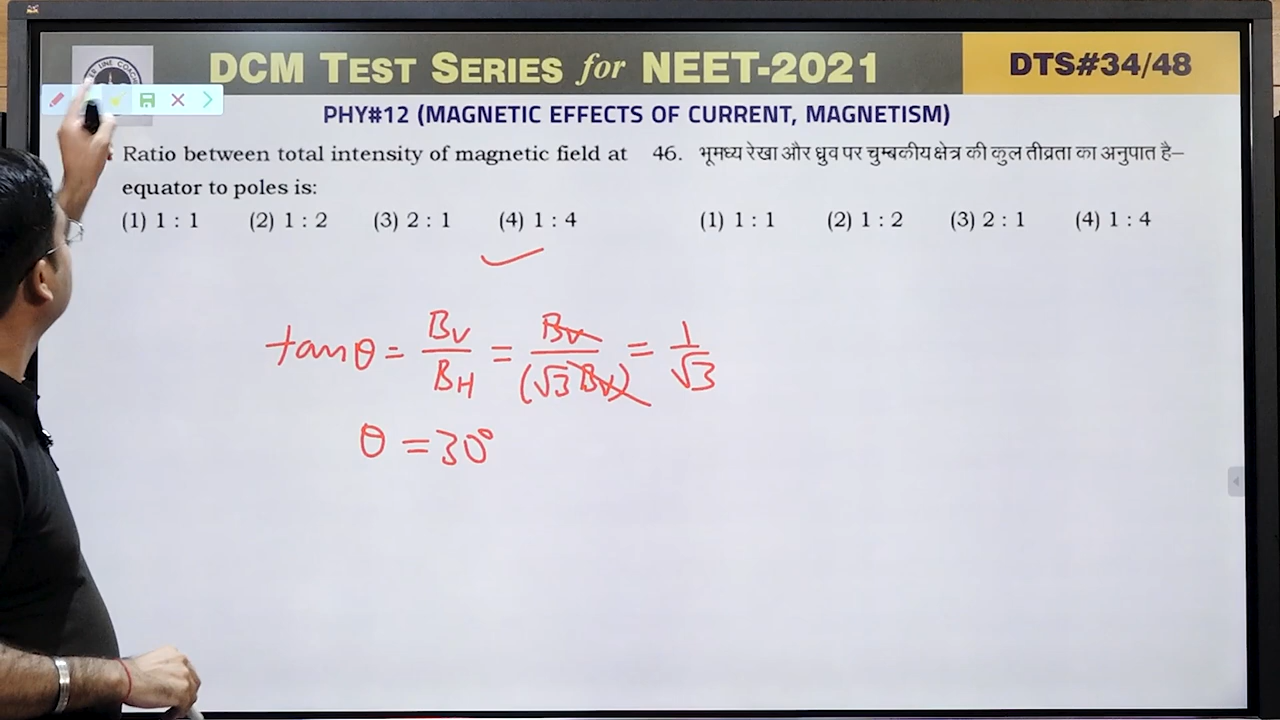 DCM TEST SERIES for NEET-2021
DTS#34/48
PHY#12 (MAGNETIC EFFECTS OF CURRENT, MAGNETISM)
Ratio between total intensity of magnetic field at
equator to poles is:
(1) 1 : 1 (2) 1 : 2 (3) 2 : 1 (4) 1 : 4
46. भूमध्य रेखा और ध्रुव पर चुम्बकीय क्षेत्र की कुल तीव्रता का अनुपात है–
(1) 1 : 1 (2) 1 : 2 (3) 2 : 1 (4) 1 : 4
tanθ = B_V/B_H = B_V/(√3 B_V) = 1/√3
θ = 30°